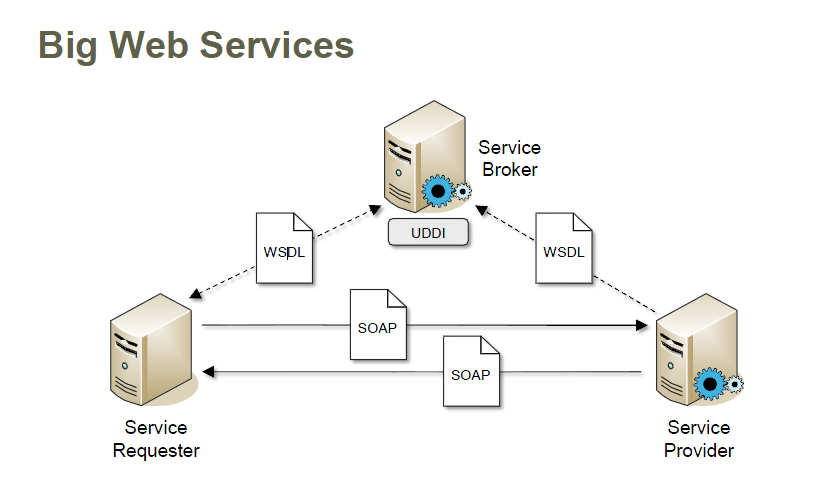 Big Web Services
Service
Broker
UDDI
WSDL
WSDL
SOAP
SOAP
Service
Requester
Service
Provider